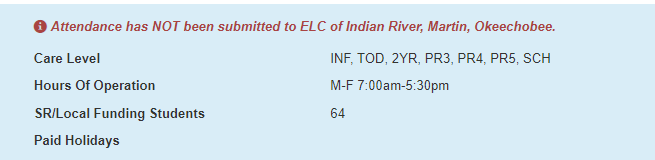 Attendance has NOT been submitted to ELC of Indian River, Martin, Okeechobee.
Care Level INF, TOD, 2YR, PR3, PR4, PR5, SCH
Hours Of Operation M-F 7:00am-5:30pm
SR/Local Funding Students 64
Paid Holidays